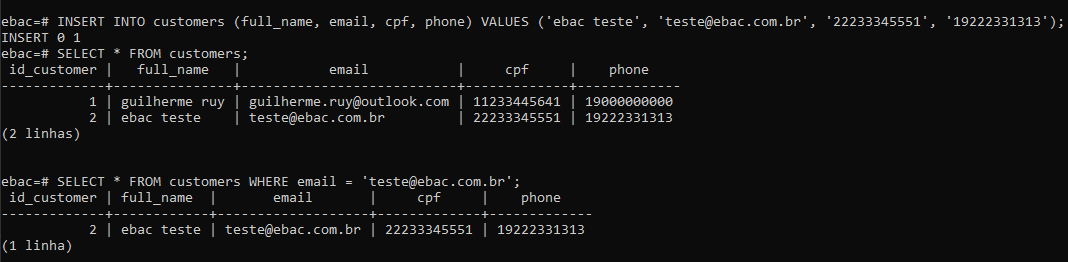 ebac=# INSERT INTO customers (full_name, email, cpf, phone) VALUES ('ebac teste', 'teste@ebac.com.br', '22233345551', '19222331313');
INSERT 0 1
ebac=# SELECT * FROM customers;
 id_customer |   full_name   |           email            |     cpf     |    phone
-------------+---------------+----------------------------+-------------+-------------
           1 | guilherme ruy | guilherme.ruy@outlook.com | 11233445641 | 19000000000
           2 | ebac teste    | teste@ebac.com.br         | 22233345551 | 19222331313
(2 linhas)
ebac=# SELECT * FROM customers WHERE email = 'teste@ebac.com.br';
 id_customer | full_name  |       email       |     cpf     |    phone
-------------+------------+-------------------+-------------+-------------
           2 | ebac teste | teste@ebac.com.br | 22233345551 | 19222331313
(1 linha)